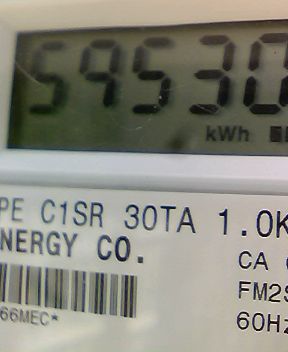 59530
kWh
PE C1SR 30TA 1.0K
NERGY CO.
CA
FM2S
66MEC*
60Hz